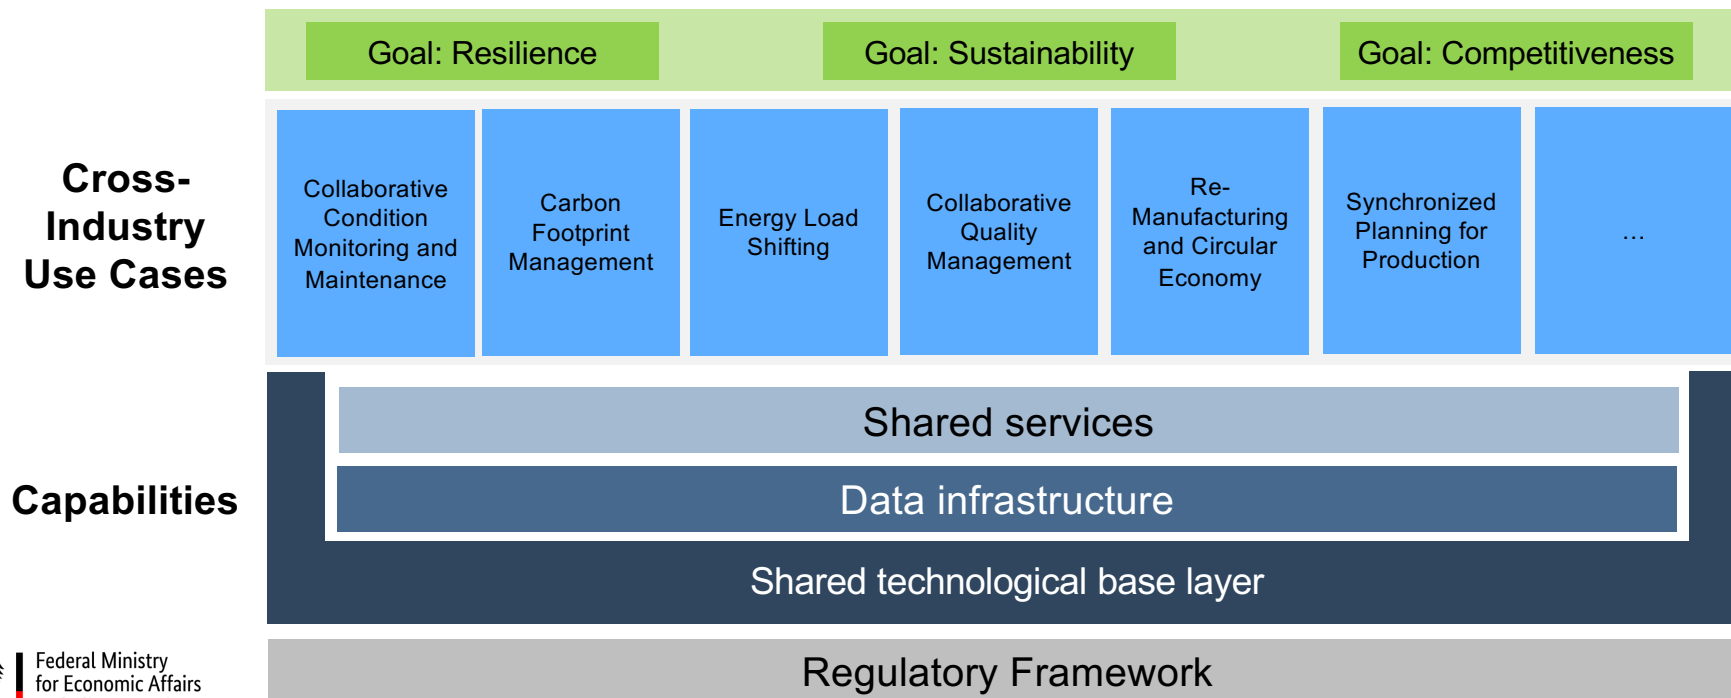 Goal: Resilience
Goal: Sustainability
Goal: Competitiveness
Cross-
Industry
Use Cases
Collaborative
Condition
Monitoring and
Maintenance
Carbon
Footprint
Management
Energy Load
Shifting
Collaborative
Quality
Management
Re-
Manufacturing
and Circular
Economy
Synchronized
Planning for
Production
...
Capabilities
Shared services
Data infrastructure
Shared technological base layer
Regulatory Framework
Federal Ministry
for Economic Affairs